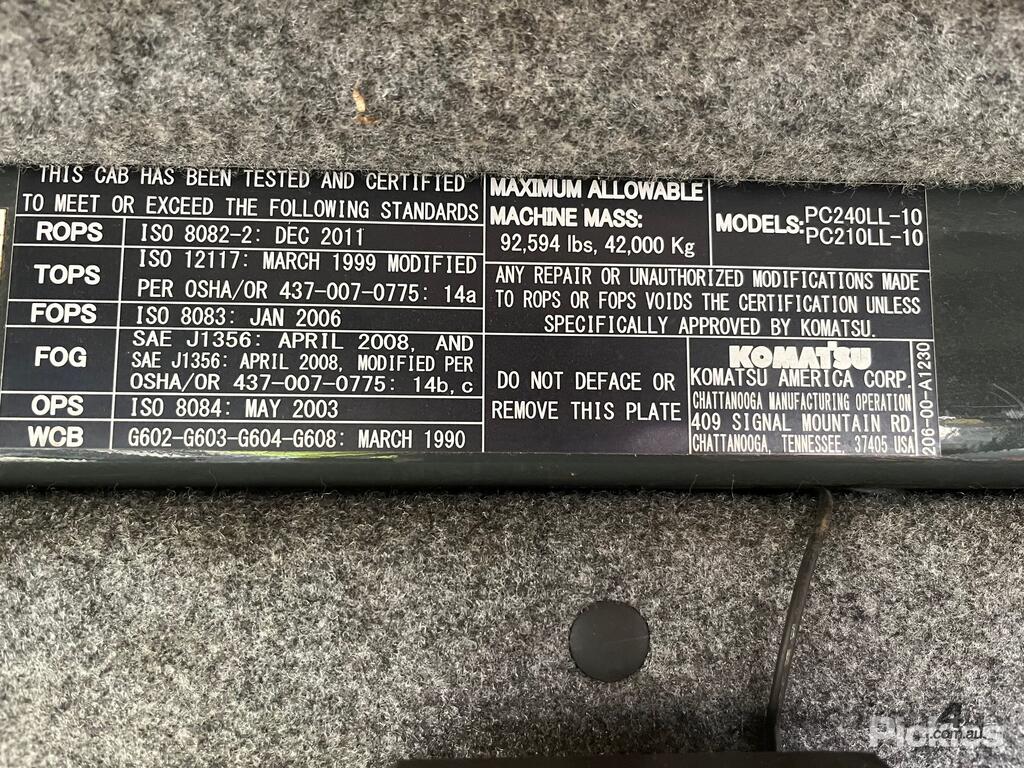 THIS CAB HAS BEEN TESTED AND CERTIFIED
TO MEET OR EXCEED THE FOLLOWING STANDARDS
ROPS ISO 8082-2: DEC 2011
TOPS ISO 12117: MARCH 1999 MODIFIED
PER OSHA/OR 437-007-0775: 14a
FOPS ISO 8083: JAN 2006
FOG SAE J1356: APRIL 2008, AND
SAE J1356: APRIL 2008, MODIFIED PER
OSHA/OR 437-007-0775: 14b, c
OPS ISO 8084: MAY 2003
WCB G602-G603-G604-G608: MARCH 1990
MAXIMUM ALLOWABLE
MACHINE MASS:
92,594 lbs, 42,000 Kg
MODELS: PC240LL-10
PC210LL-10
ANY REPAIR OR UNAUTHORIZED MODIFICATIONS MADE
TO ROPS OR FOPS VOIDS THE CERTIFICATION UNLESS
SPECIFICALLY APPROVED BY KOMATSU.
DO NOT DEFACE OR
REMOVE THIS PLATE
KOMATSU
KOMATSU AMERICA CORP.
CHATTANOOGA MANUFACTURING OPERATION
409 SIGNAL MOUNTAIN RD.
CHATTANOOGA, TENNESSEE, 37405 USA
206-00-A1230
Pickles
.com.au